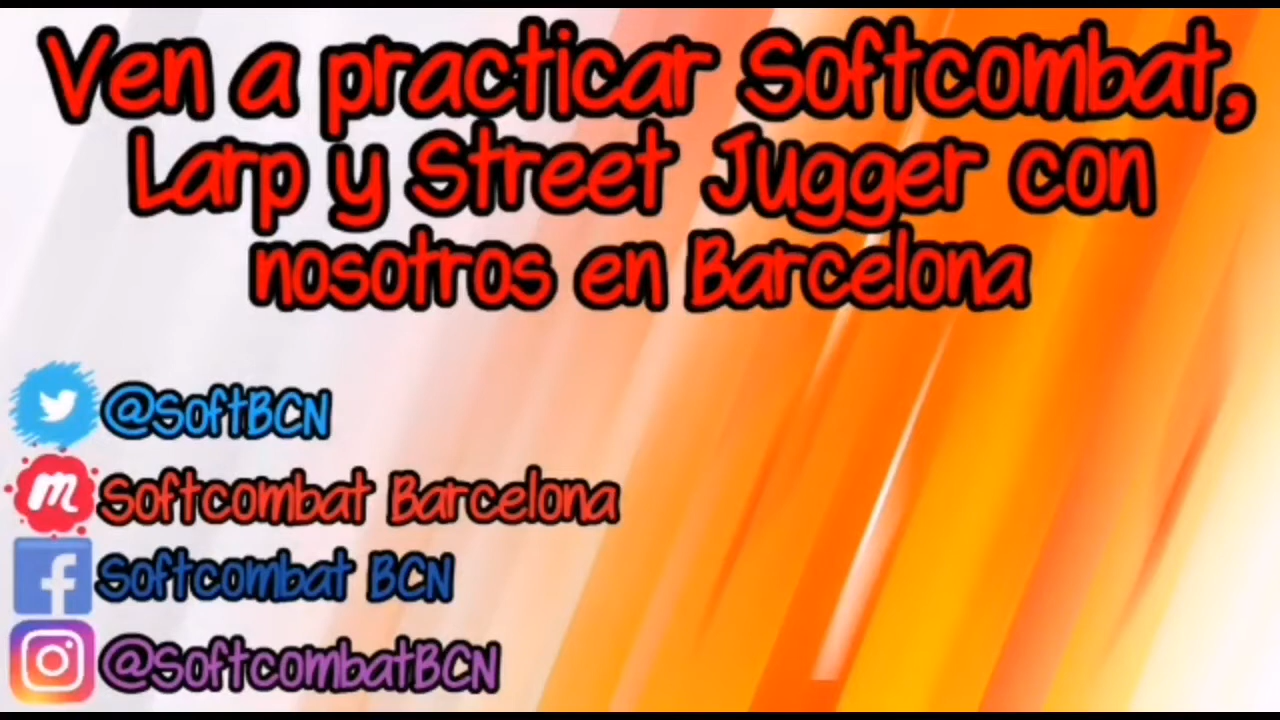 Ven a practicar Softcombat,
Larp y Street Jugger con
nosotros en Barcelona
@SoftBCN
m
Softcombat Barcelona
Softcombat BCN
@SoftcombatBCN